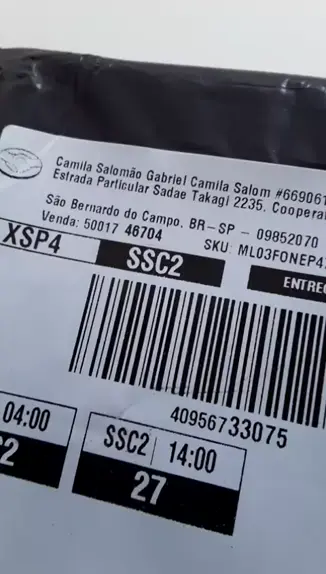 Camila Salomão Gabriel Camila Salom #669061
Estrada Particular Sadae Takagi 2235, Cooperat
São Bernardo do Campo, BR-SP - 09852070
Venda: 50017 46704 SKU: ML03FONEP4
XSP4 SSC2 ENTREG
40956733075
04:00 SSC2 14:00
27